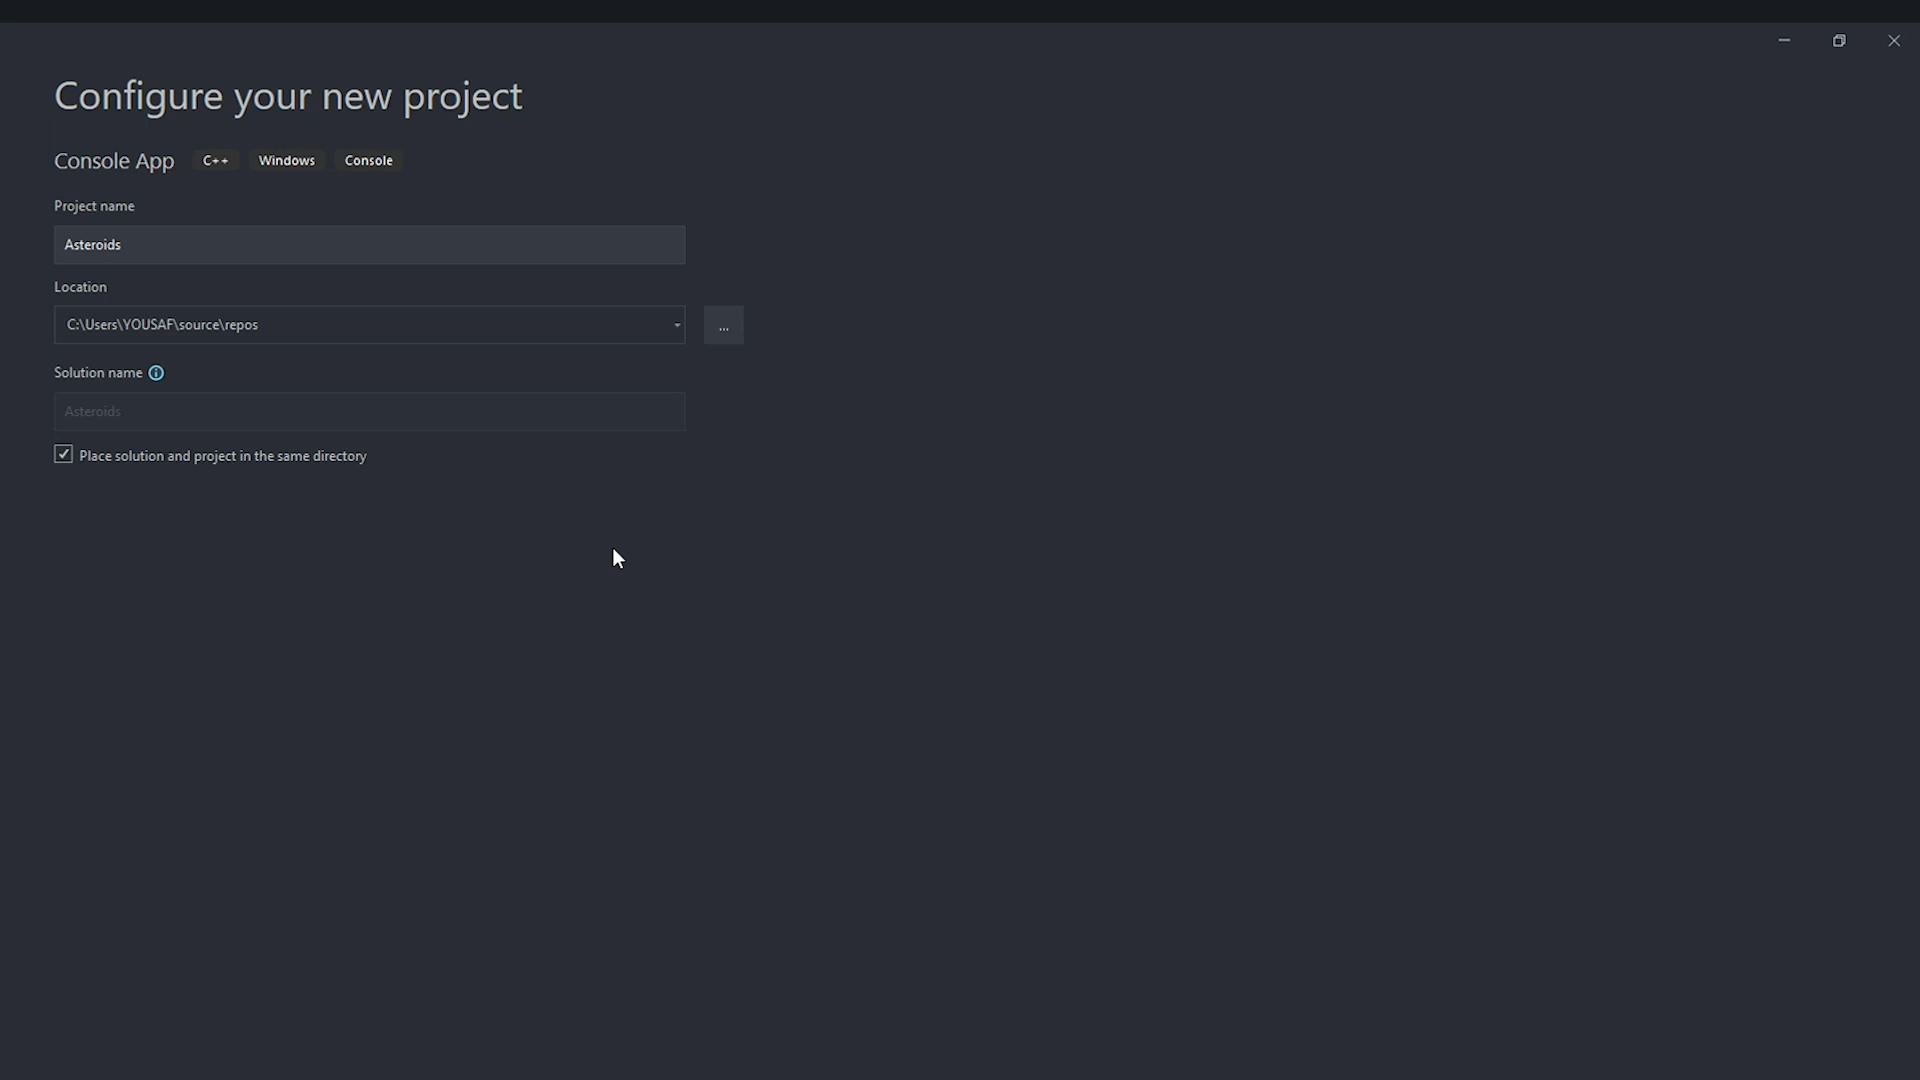 Configure your new project
Console App C++ Windows Console
Project name
Asteroids
Location
C:\Users\YOUSAF\source\repos
...
Solution name
Asteroids
Place solution and project in the same directory